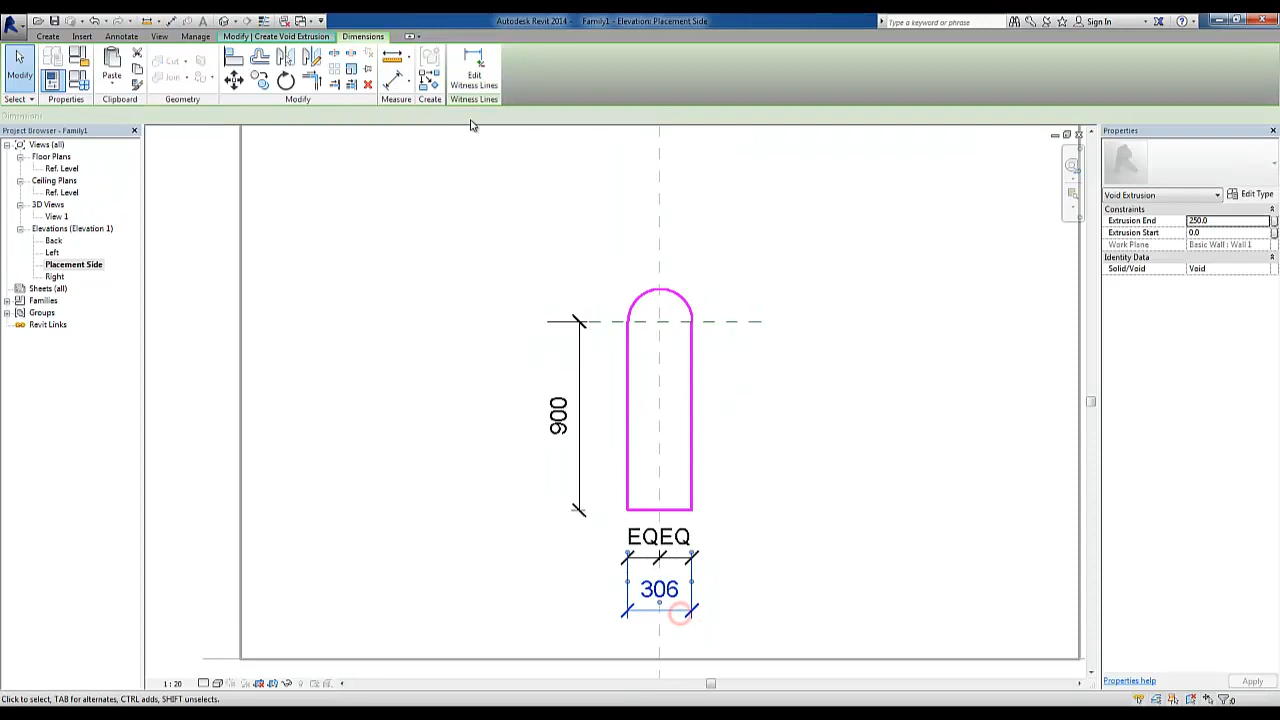 Autodesk Revit 2014 - Family1 - Elevation: Placement Side
Type a keyword or phrase
Sign In
Create
Insert
Annotate
View
Manage
Modify | Create Void Extrusion
Dimensions
Modify
Paste
Cut
Join
Edit
Witness Lines
Select
Properties
Clipboard
Geometry
Modify
Measure
Create
Witness Lines
Dimensions
Project Browser - Family1
Views (all)
Floor Plans
Ref. Level
Ceiling Plans
Ref. Level
3D Views
View 1
Elevations (Elevation 1)
Back
Left
Placement Side
Right
Sheets (all)
Families
Groups
Revit Links
900
EQEQ
306
Properties
Void Extrusion
Edit Type
Constraints
Extrusion End 250.0
Extrusion Start 0.0
Work Plane Basic Wall : Wall 1
Identity Data
Solid/Void Void
Properties help
Apply
1 : 20
Click to select, TAB for alternates, CTRL adds, SHIFT unselects.
:0